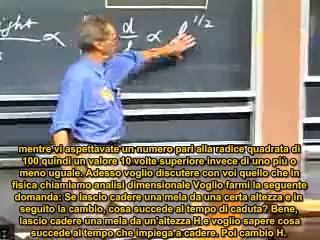 ight ∝ d/l ∝ l^1/2
mentre vi aspettavate un numero pari alla radice quadrata di
100 quindi un valore 10 volte superiore invece di uno più o
meno uguale. Adesso voglio discutere con voi quello che in
fisica chiamiamo analisi dimensionale Voglio farmi la seguente
domanda: Se lascio cadere una mela da una certa altezza e in
seguito la cambio, cosa succede al tempo di caduta? Bene,
lascio cadere una mela da un'altezza H e voglio sapere cosa
succede al tempo che impiega a cadere. Poi cambio H.